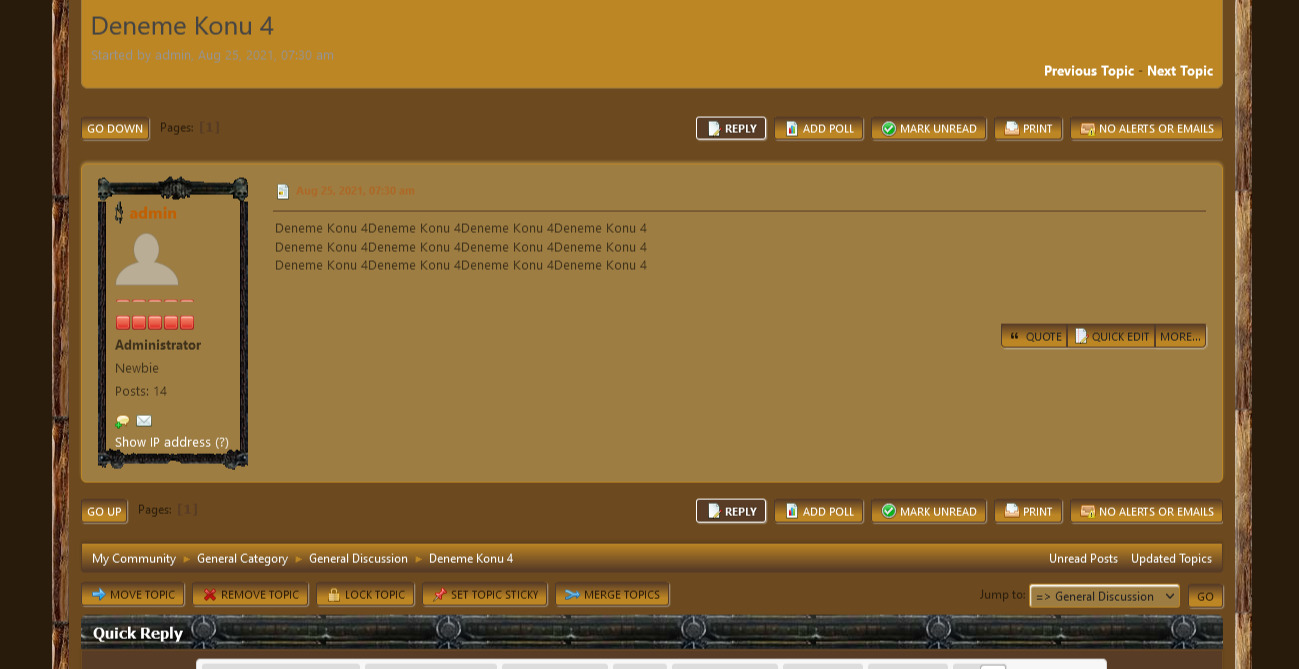 Deneme Konu 4
Started by admin, Aug 25, 2021, 07:30 am
Previous Topic - Next Topic
GO DOWN Pages: [1] REPLY ADD POLL MARK UNREAD PRINT NO ALERTS OR EMAILS
admin
Administrator
Newbie
Posts: 14
Show IP address (?)
Aug 25, 2021, 07:30 am
Deneme Konu 4Deneme Konu 4Deneme Konu 4Deneme Konu 4
Deneme Konu 4Deneme Konu 4Deneme Konu 4Deneme Konu 4
Deneme Konu 4Deneme Konu 4Deneme Konu 4Deneme Konu 4
QUOTE QUICK EDIT MORE...
GO UP Pages: [1] REPLY ADD POLL MARK UNREAD PRINT NO ALERTS OR EMAILS
My Community ► General Category ► General Discussion ► Deneme Konu 4 Unread Posts Updated Topics
MOVE TOPIC REMOVE TOPIC LOCK TOPIC SET TOPIC STICKY MERGE TOPICS Jump to: => General Discussion GO
Quick Reply